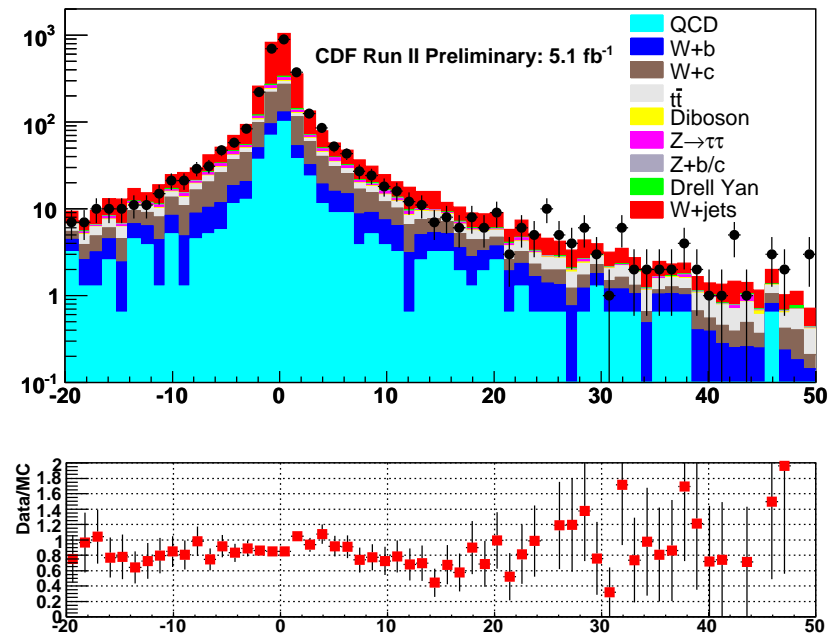 10³
10²
10
1
10⁻¹
CDF Run II Preliminary: 5.1 fb⁻¹
QCD
W+b
W+c
tt̄
Diboson
Z→ττ
Z+b/c
Drell Yan
W+jets
-20 -10 0 10 20 30 40 50
Data/MC
2
1.8
1.6
1.4
1.2
1
0.8
0.6
0.4
0.2
0
-20 -10 0 10 20 30 40 50